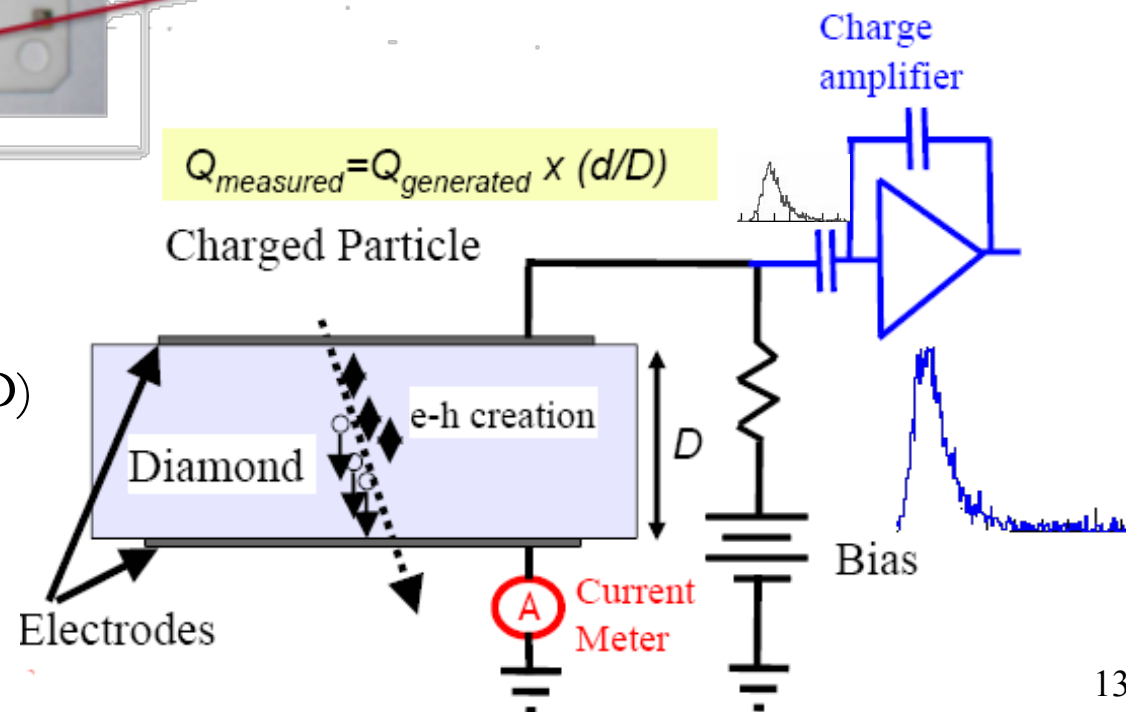 Charge
amplifier
Qmeasured=Qgenerated x (d/D)
Charged Particle
D)
e-h creation
Diamond
D
Bias
Current
Meter
A
Electrodes
13